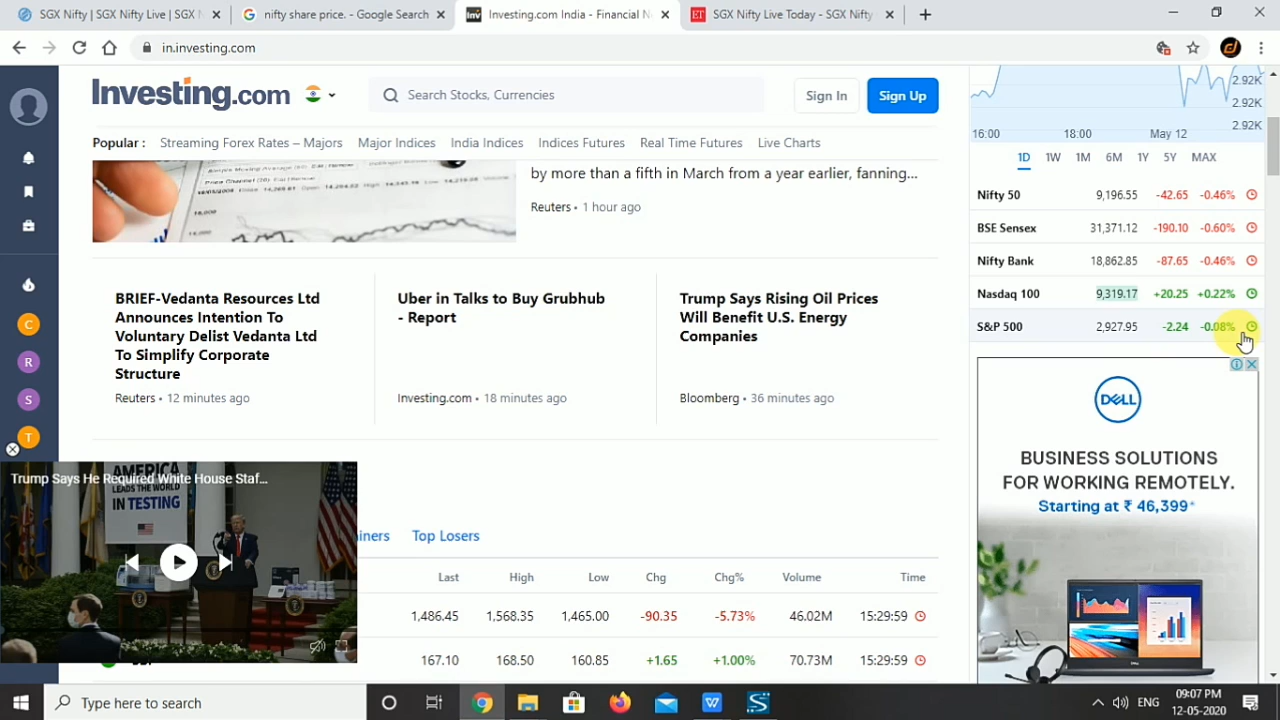 SGX Nifty | SGX Nifty Live | SGX N
nifty share price. - Google Search
Investing.com India - Financial N
SGX Nifty Live Today - SGX Nifty
in.investing.com
Investing.com
Search Stocks, Currencies
Sign In
Sign Up
Popular :
Streaming Forex Rates – Majors
Major Indices
India Indices
Indices Futures
Real Time Futures
Live Charts
by more than a fifth in March from a year earlier, fanning...
Reuters • 1 hour ago
BRIEF-Vedanta Resources Ltd
Announces Intention To
Voluntary Delist Vedanta Ltd
To Simplify Corporate
Structure
Reuters • 12 minutes ago
Uber in Talks to Buy Grubhub
- Report
Investing.com • 18 minutes ago
Trump Says Rising Oil Prices
Will Benefit U.S. Energy
Companies
Bloomberg • 36 minutes ago
C
R
S
T
Trump Says He Required White House Staf...
AMERICA
LEADS THE WORLD
IN TESTING
ainers
Top Losers
Last High Low Chg Chg% Volume Time
1,486.45 1,568.35 1,465.00 -90.35 -5.73% 46.02M 15:29:59
167.10 168.50 160.85 +1.65 +1.00% 70.73M 15:29:59
2.92K
2.92K
2.92K
16:00 18:00 May 12
1D 1W 1M 6M 1Y 5Y MAX
Nifty 50 9,196.55 -42.65 -0.46%
BSE Sensex 31,371.12 -190.10 -0.60%
Nifty Bank 18,862.85 -87.65 -0.46%
Nasdaq 100 9,319.17 +20.25 +0.22%
S&P 500 2,927.95 -2.24 -0.08%
DELL
BUSINESS SOLUTIONS
FOR WORKING REMOTELY.
Starting at ₹ 46,399*
Type here to search
ENG
09:07 PM
12-05-2020